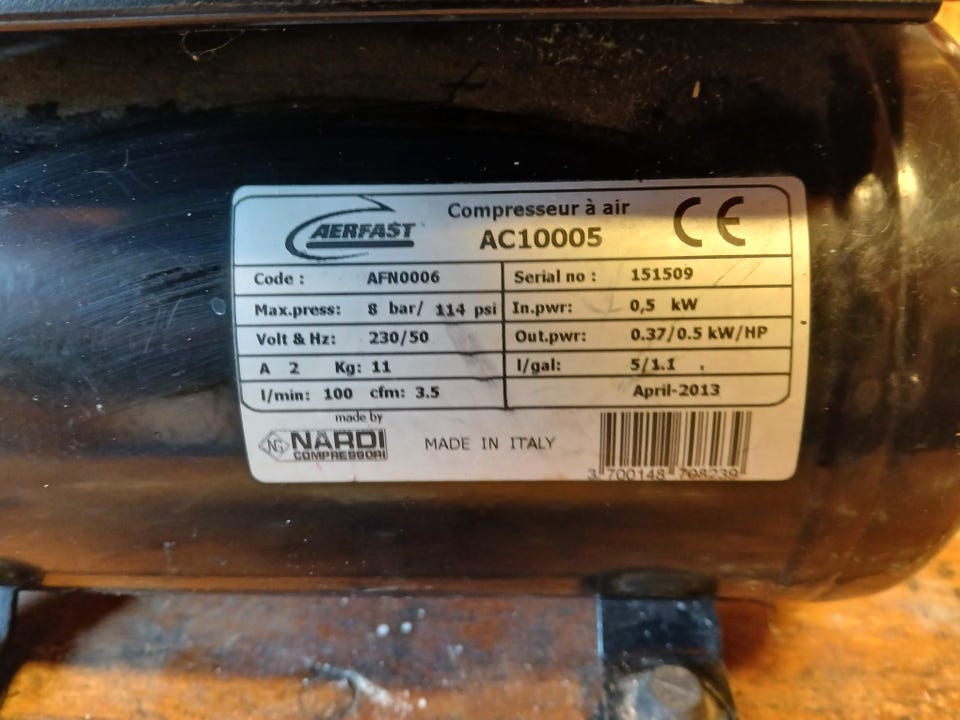 AERFAST
Compresseur à air
AC10005
CE
Code : AFN0006 Serial no : 151509
Max.press: 8 bar/ 114 psi In.pwr: 0,5 kW
Volt & Hz: 230/50 Out.pwr: 0.37/0.5 kW/HP
A 2 Kg: 11 l/gal: 5/1.1
l/min: 100 cfm: 3.5 April-2013
made by
NG NARDI
COMPRESSORI
MADE IN ITALY
3 700148 798239